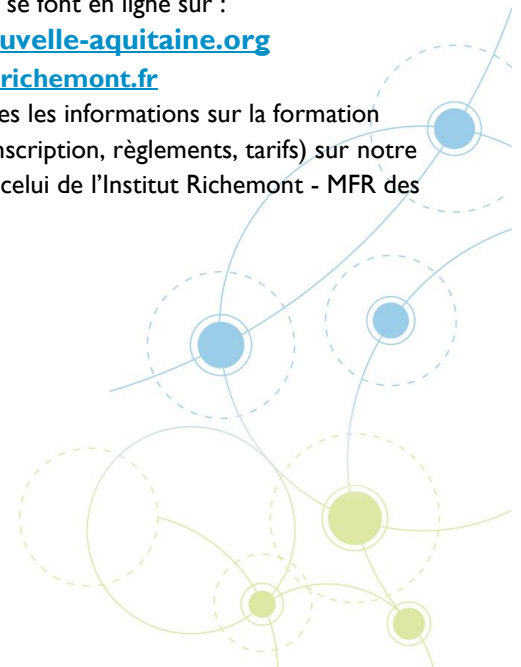 se font en ligne sur :
uvelle-aquitaine.org
richemont.fr
es les informations sur la formation
nscription, règlements, tarifs) sur notre
celui de l'Institut Richemont - MFR des